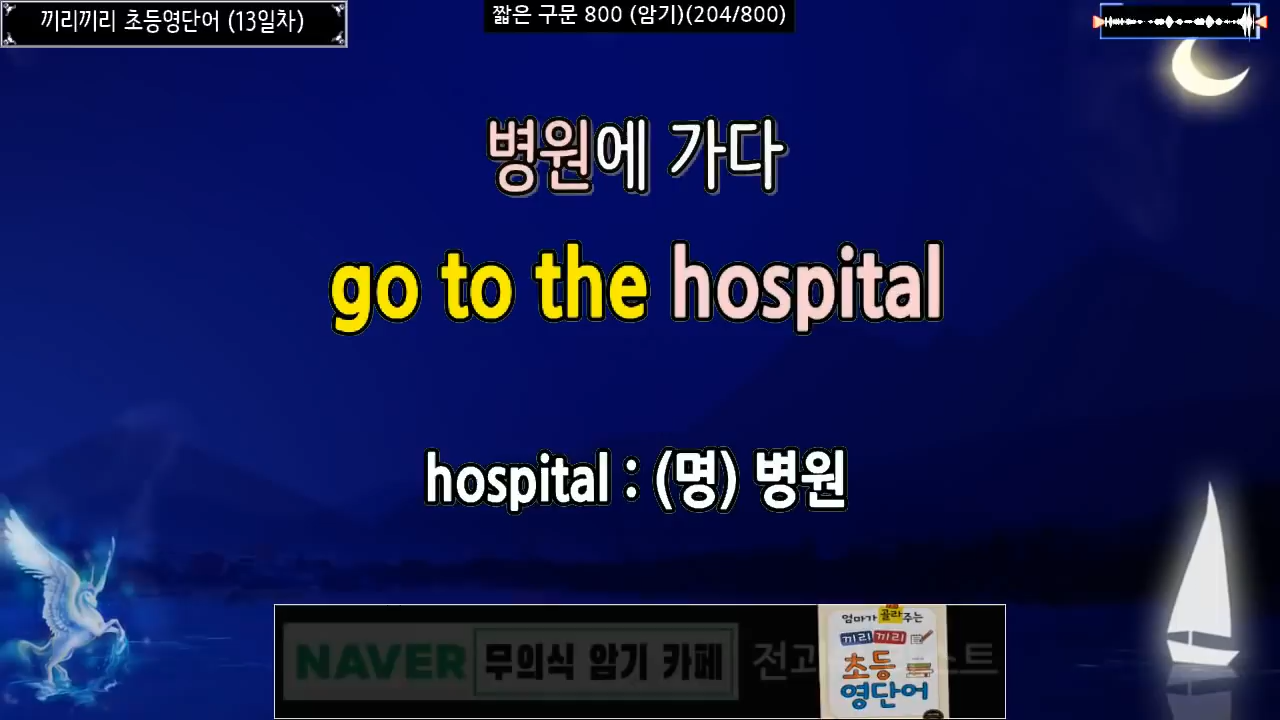 끼리끼리 초등영단어 (13일차)
짧은 구문 800 (암기)(204/800)
병원에 가다
go to the hospital
hospital : (명) 병원
NAVER 무의식 암기 카페
엄마가 골라주는
끼리끼리
초등
영단어